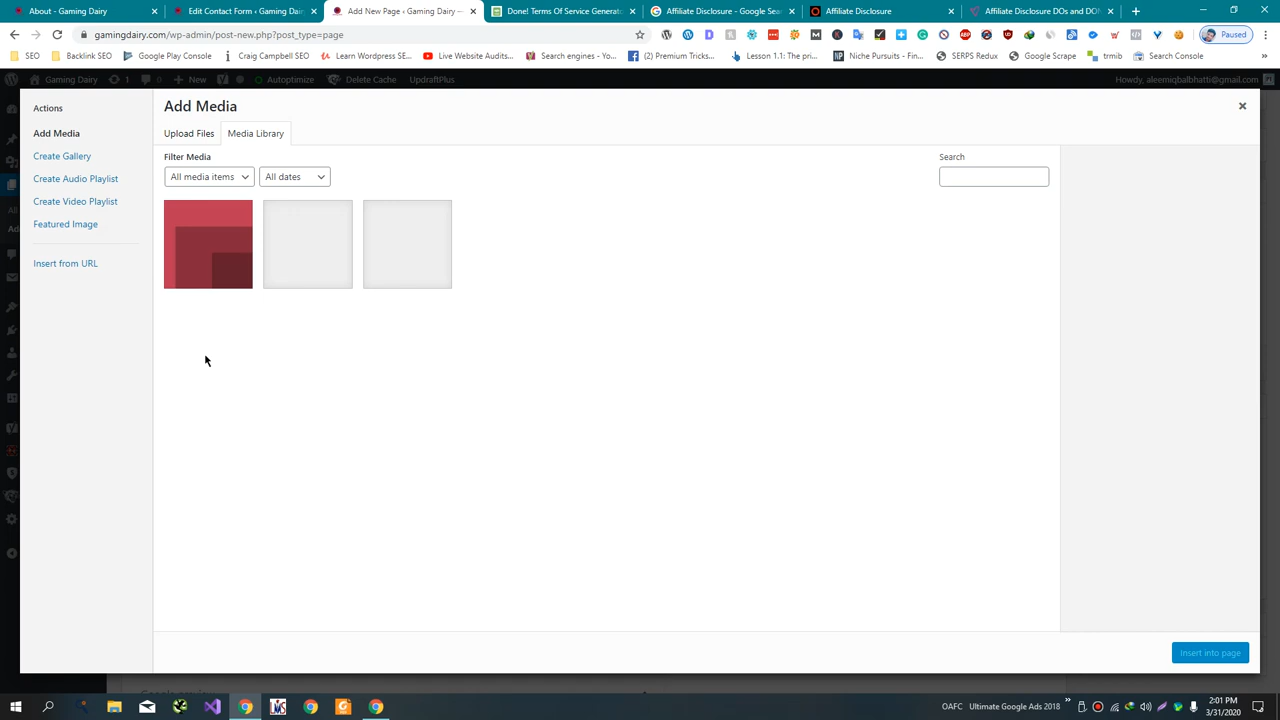 About - Gaming Dairy
Edit Contact Form ‹ Gaming Dair
Add New Page ‹ Gaming Dairy —
Done! Terms Of Service Generato
Affiliate Disclosure - Google Sea
Affiliate Disclosure
Affiliate Disclosure DOs and DON
gamingdairy.com/wp-admin/post-new.php?post_type=page
Paused
SEO
Backlink SEO
Google Play Console
Craig Campbell SEO
Learn Wordpress SE...
Live Website Audits...
Search engines - Yo...
(2) Premium Tricks...
Lesson 1.1: The pri...
Niche Pursuits - Fin...
SERPS Redux
Google Scrape
trmib
Search Console
Gaming Dairy
1
0
New
Autoptimize
Delete Cache
UpdraftPlus
Howdy, aleemiqbalbhatti@gmail.com
Actions
Add Media
Create Gallery
Create Audio Playlist
Create Video Playlist
Featured Image
Insert from URL
Add Media
Upload Files
Media Library
Filter Media
All media items
All dates
Search
Insert into page
OAFC
Ultimate Google Ads 2018
2:01 PM
3/31/2020